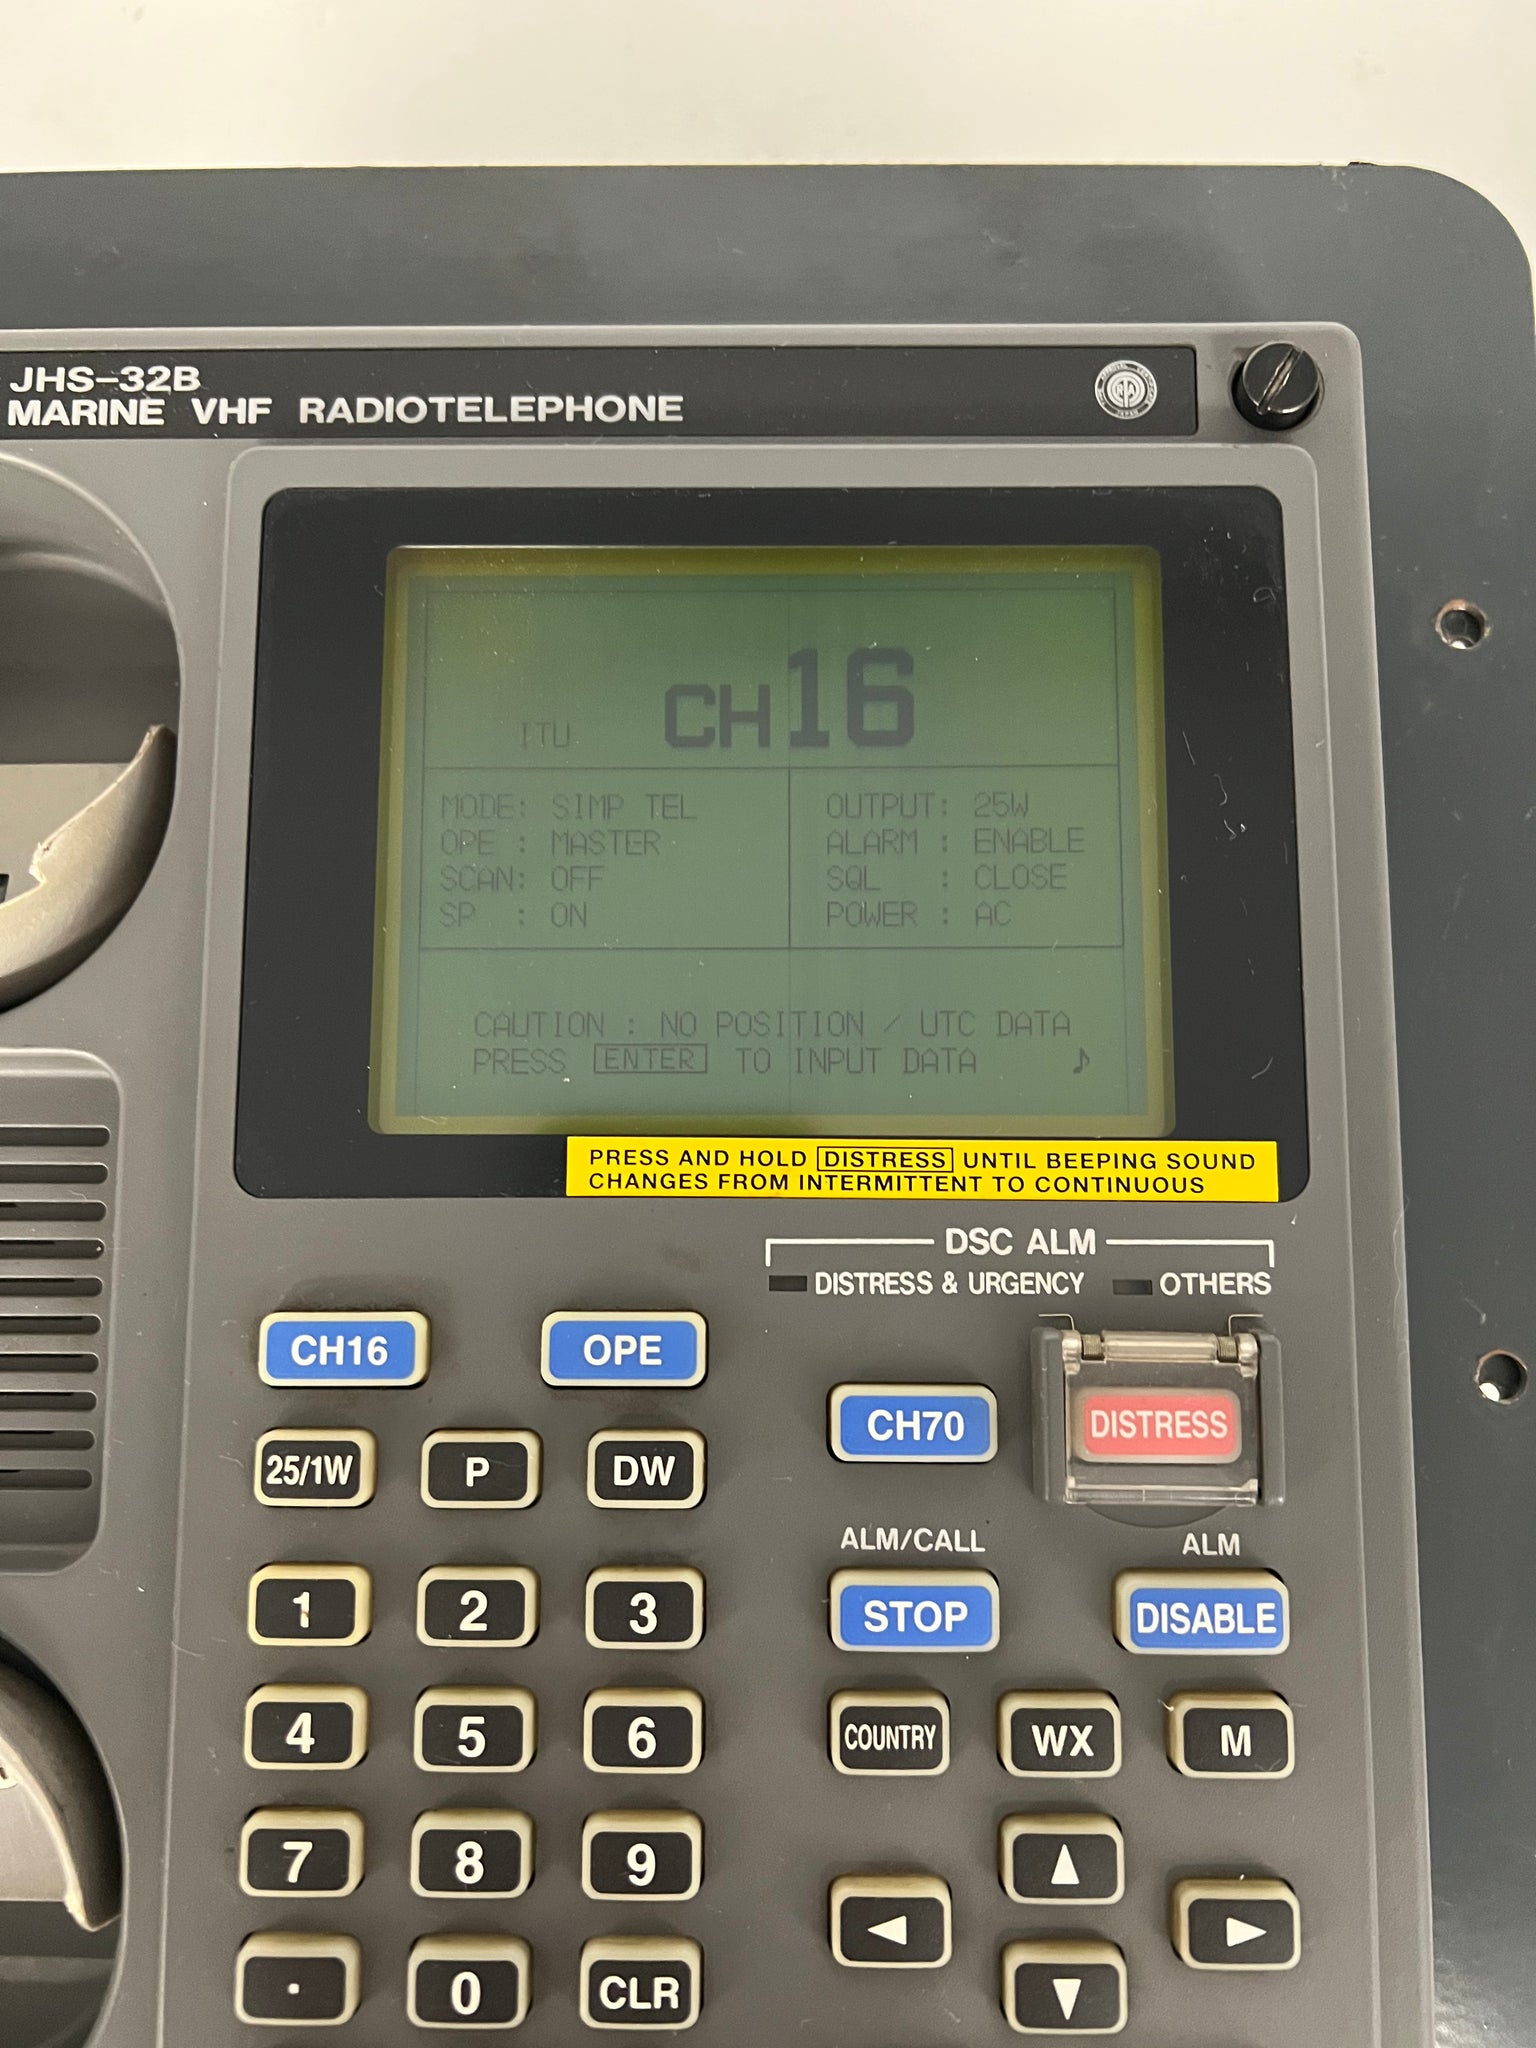 JHS-32B
MARINE VHF RADIOTELEPHONE
ITU CH16
MODE: SIMP TEL
OPE : MASTER
SCAN: OFF
SP : ON
OUTPUT: 25W
ALARM : ENABLE
SQL : CLOSE
POWER : AC
CAUTION : NO POSITION / UTC DATA
PRESS ENTER TO INPUT DATA ♪
PRESS AND HOLD DISTRESS UNTIL BEEPING SOUND
CHANGES FROM INTERMITTENT TO CONTINUOUS
DSC ALM
DISTRESS & URGENCY OTHERS
CH16 OPE
CH70 DISTRESS
25/1W P DW
ALM/CALL ALM
STOP DISABLE
1 2 3
4 5 6
COUNTRY WX M
7 8 9
. 0 CLR